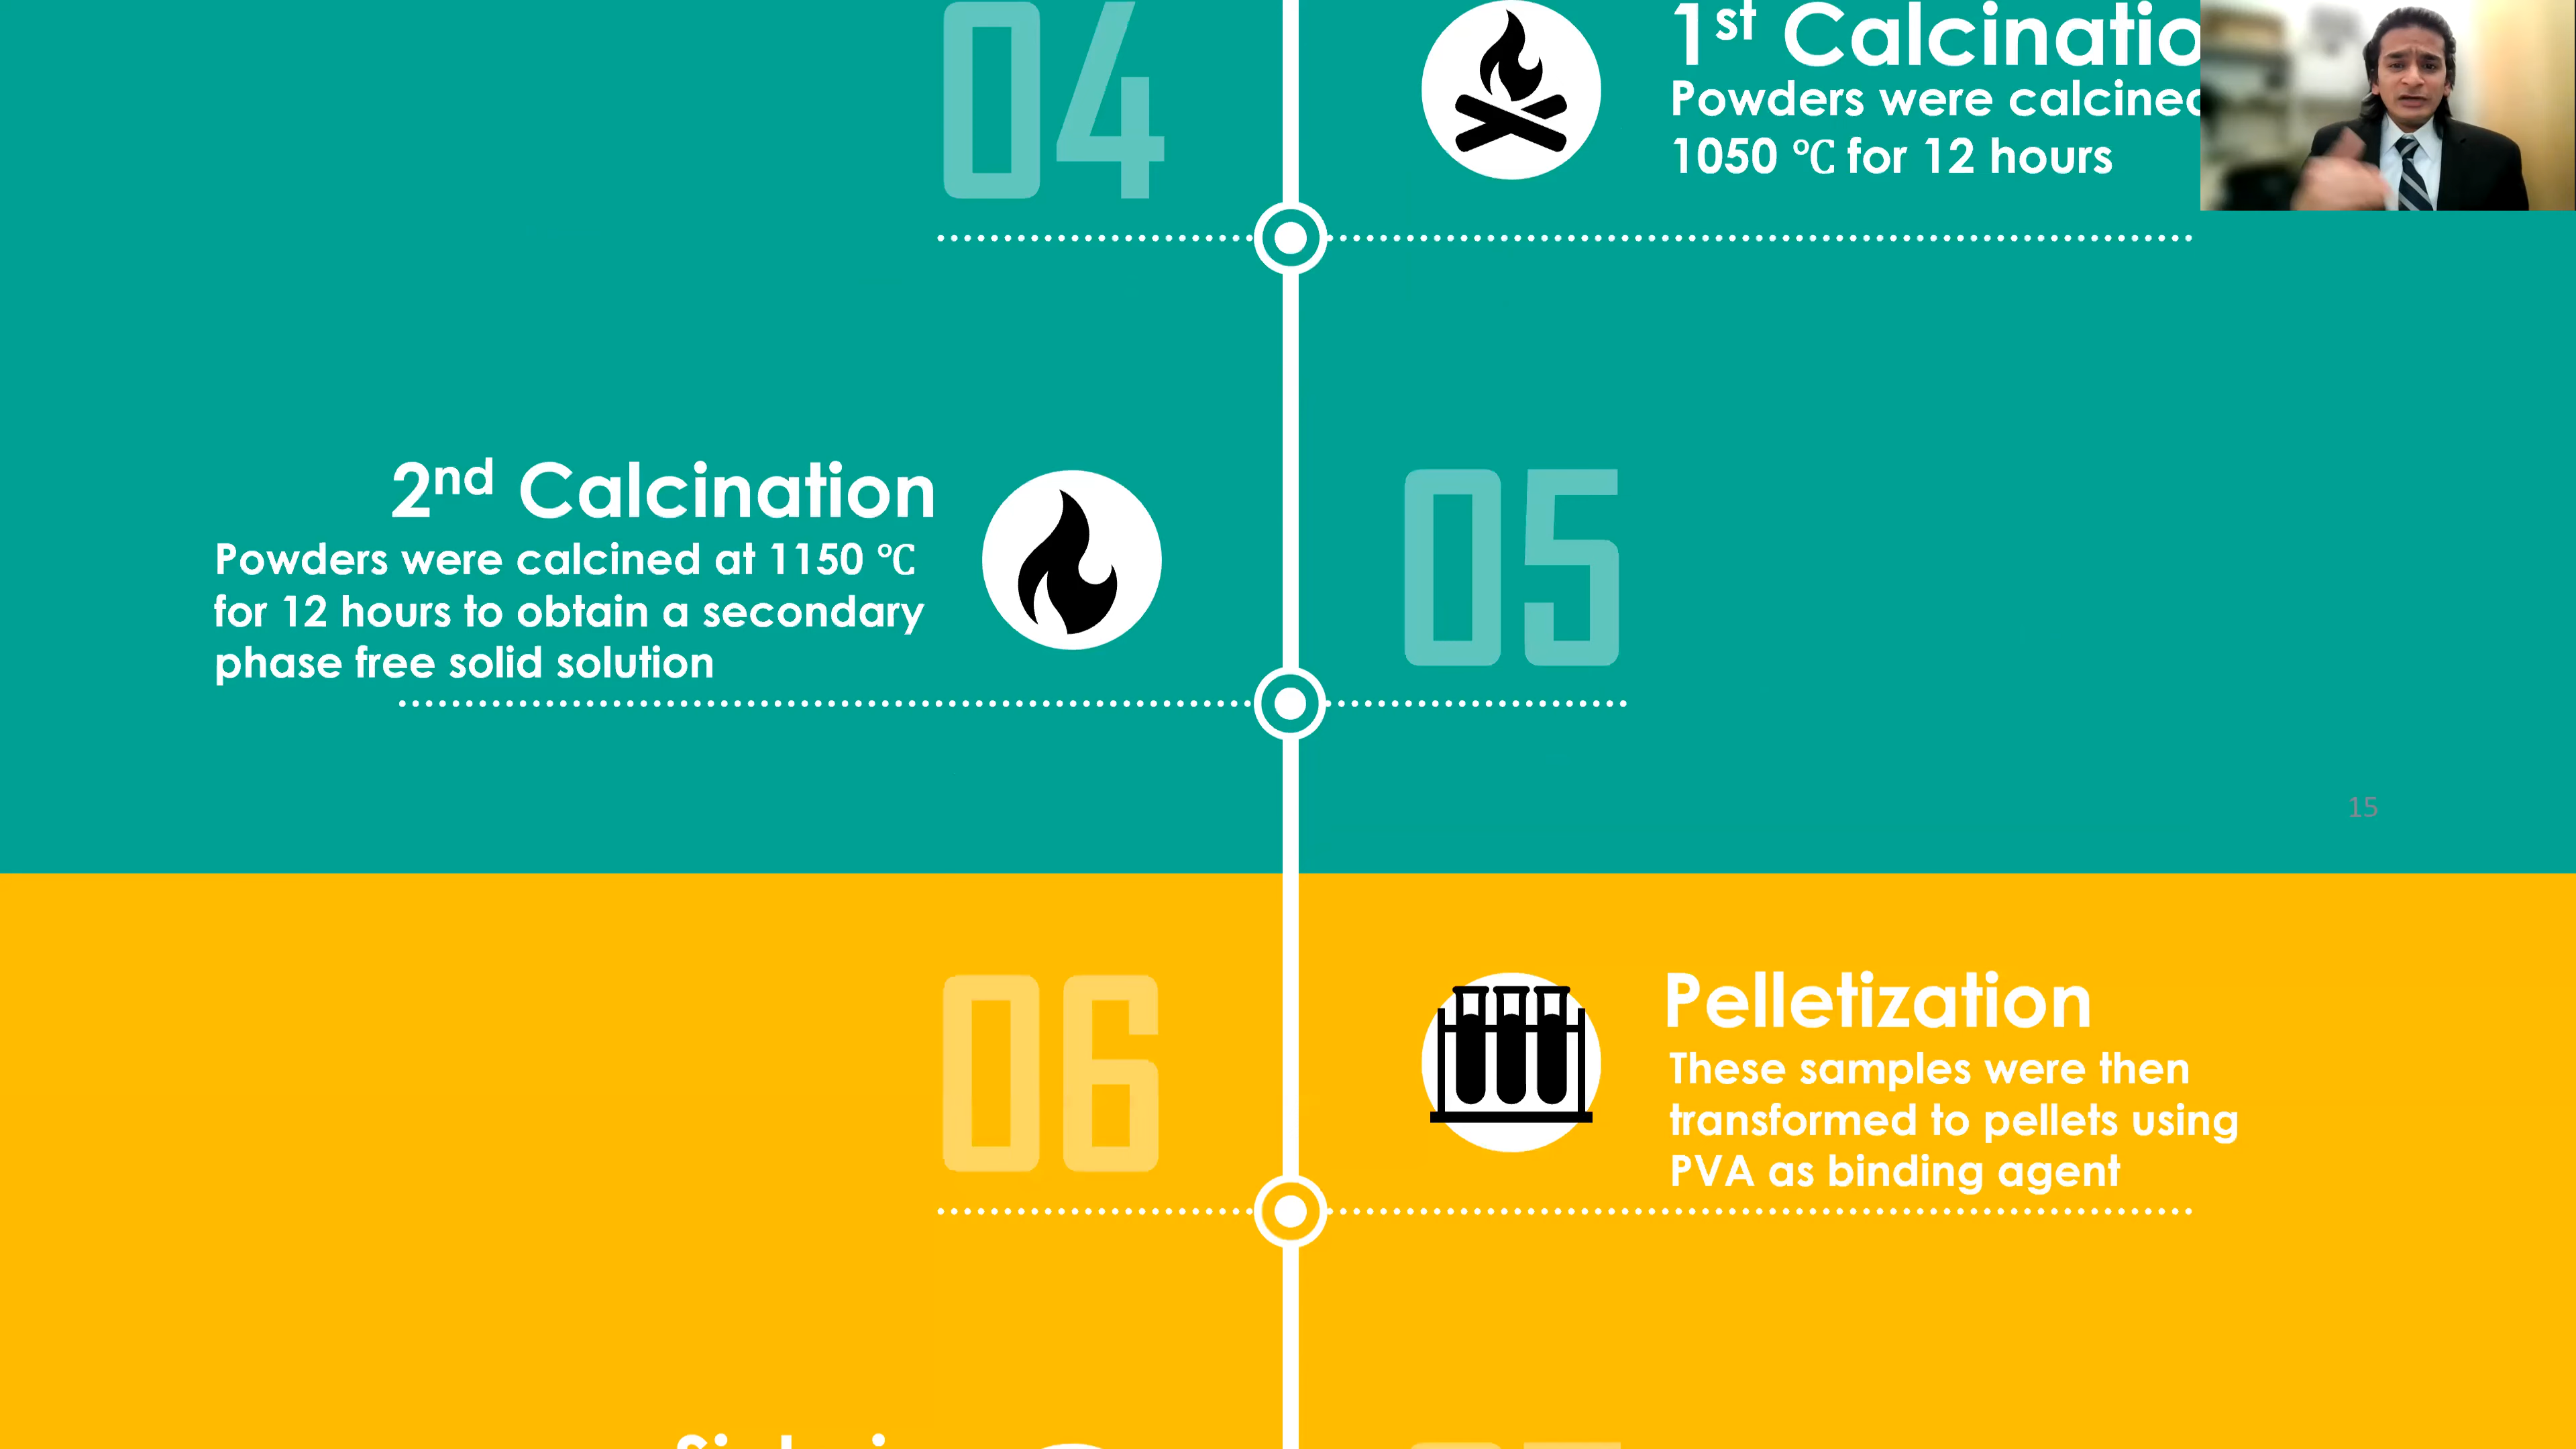 04
1st Calcinatio
Powders were calcined
1050 ℃ for 12 hours
2nd Calcination
Powders were calcined at 1150 ℃
for 12 hours to obtain a secondary
phase free solid solution
05
15
06
Pelletization
These samples were then
transformed to pellets using
PVA as binding agent